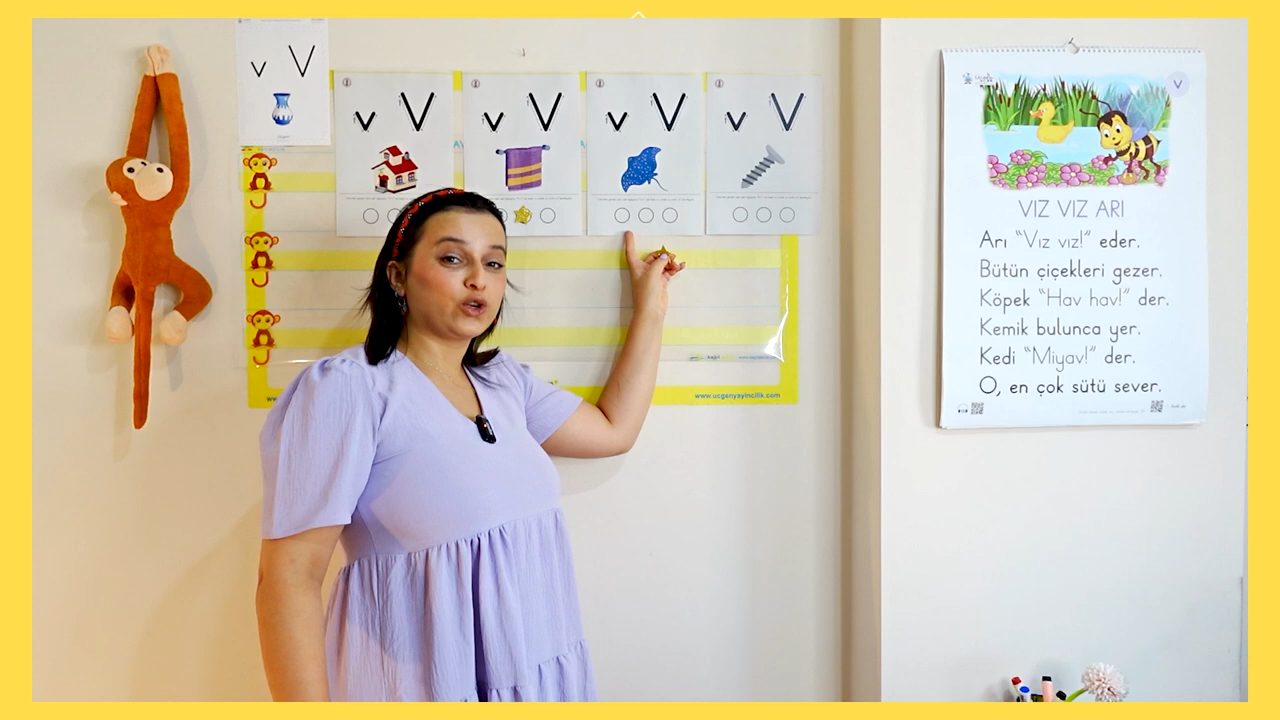 v V
v V
v V
v V
v V
www.ucgenyayincilik.com
V
VIZ VIZ ARI
Arı “Vız vız!” eder.
Bütün çiçekleri gezer.
Köpek “Hav hav!” der.
Kemik bulunca yer.
Kedi “Miyav!” der.
O, en çok sütü sever.